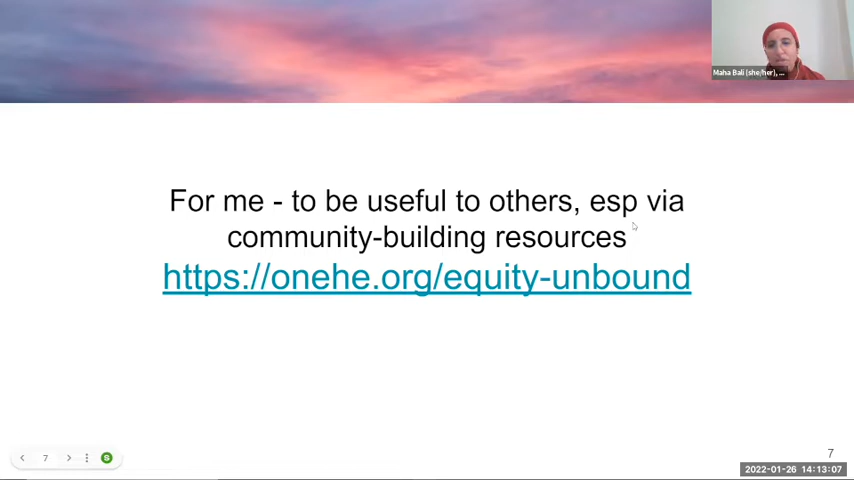 Maha Bali (she/her), ...
For me - to be useful to others, esp via
community-building resources
https://onehe.org/equity-unbound
7
S
7
2022-01-26 14:13:07